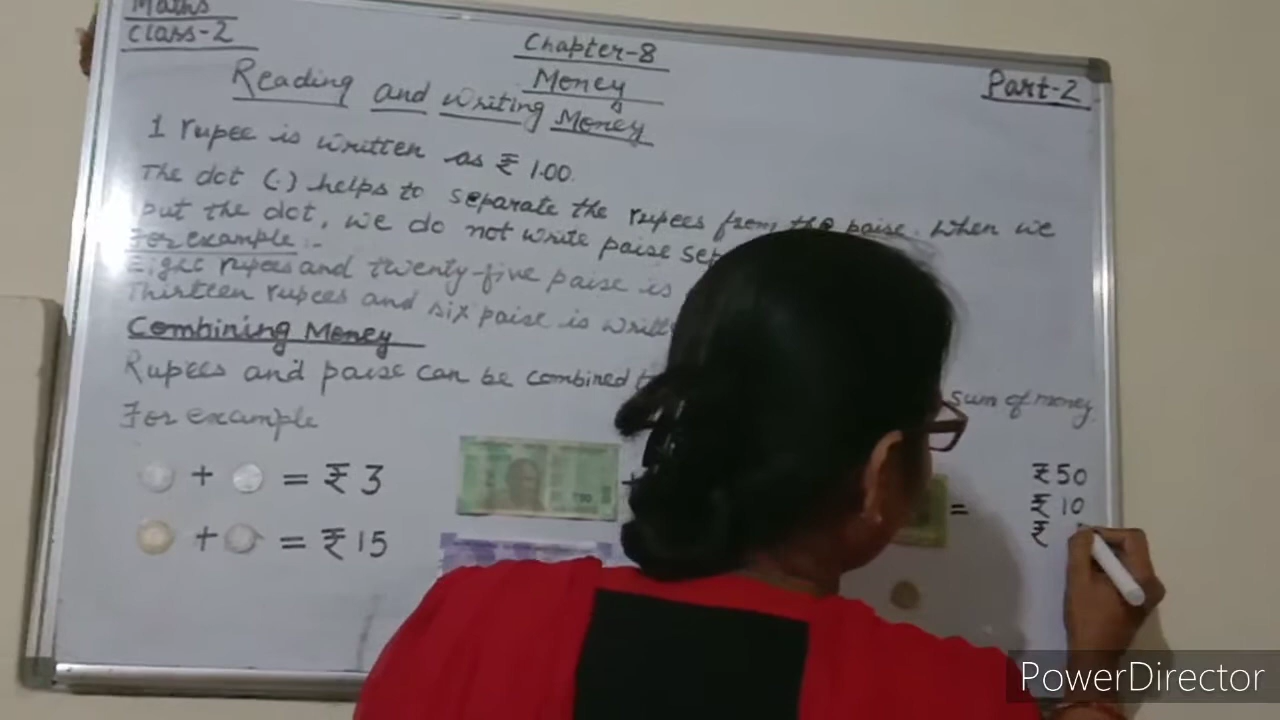 Maths
Class-2
Chapter-8
Money
Part-2
Reading and writing Money
1 rupee is written as ₹ 1.00.
The dot (.) helps to separate the rupees from the paise. When we
put the dot, we do not write paise
For example :-
Eight rupees and twenty-five paise is
Thirteen rupees and six paise is
Combining Money
Rupees and paise can be combined
sum of money.
For example
+ = ₹ 3
+ = ₹ 15
+
=
₹ 50
₹ 10
₹
PowerDirector